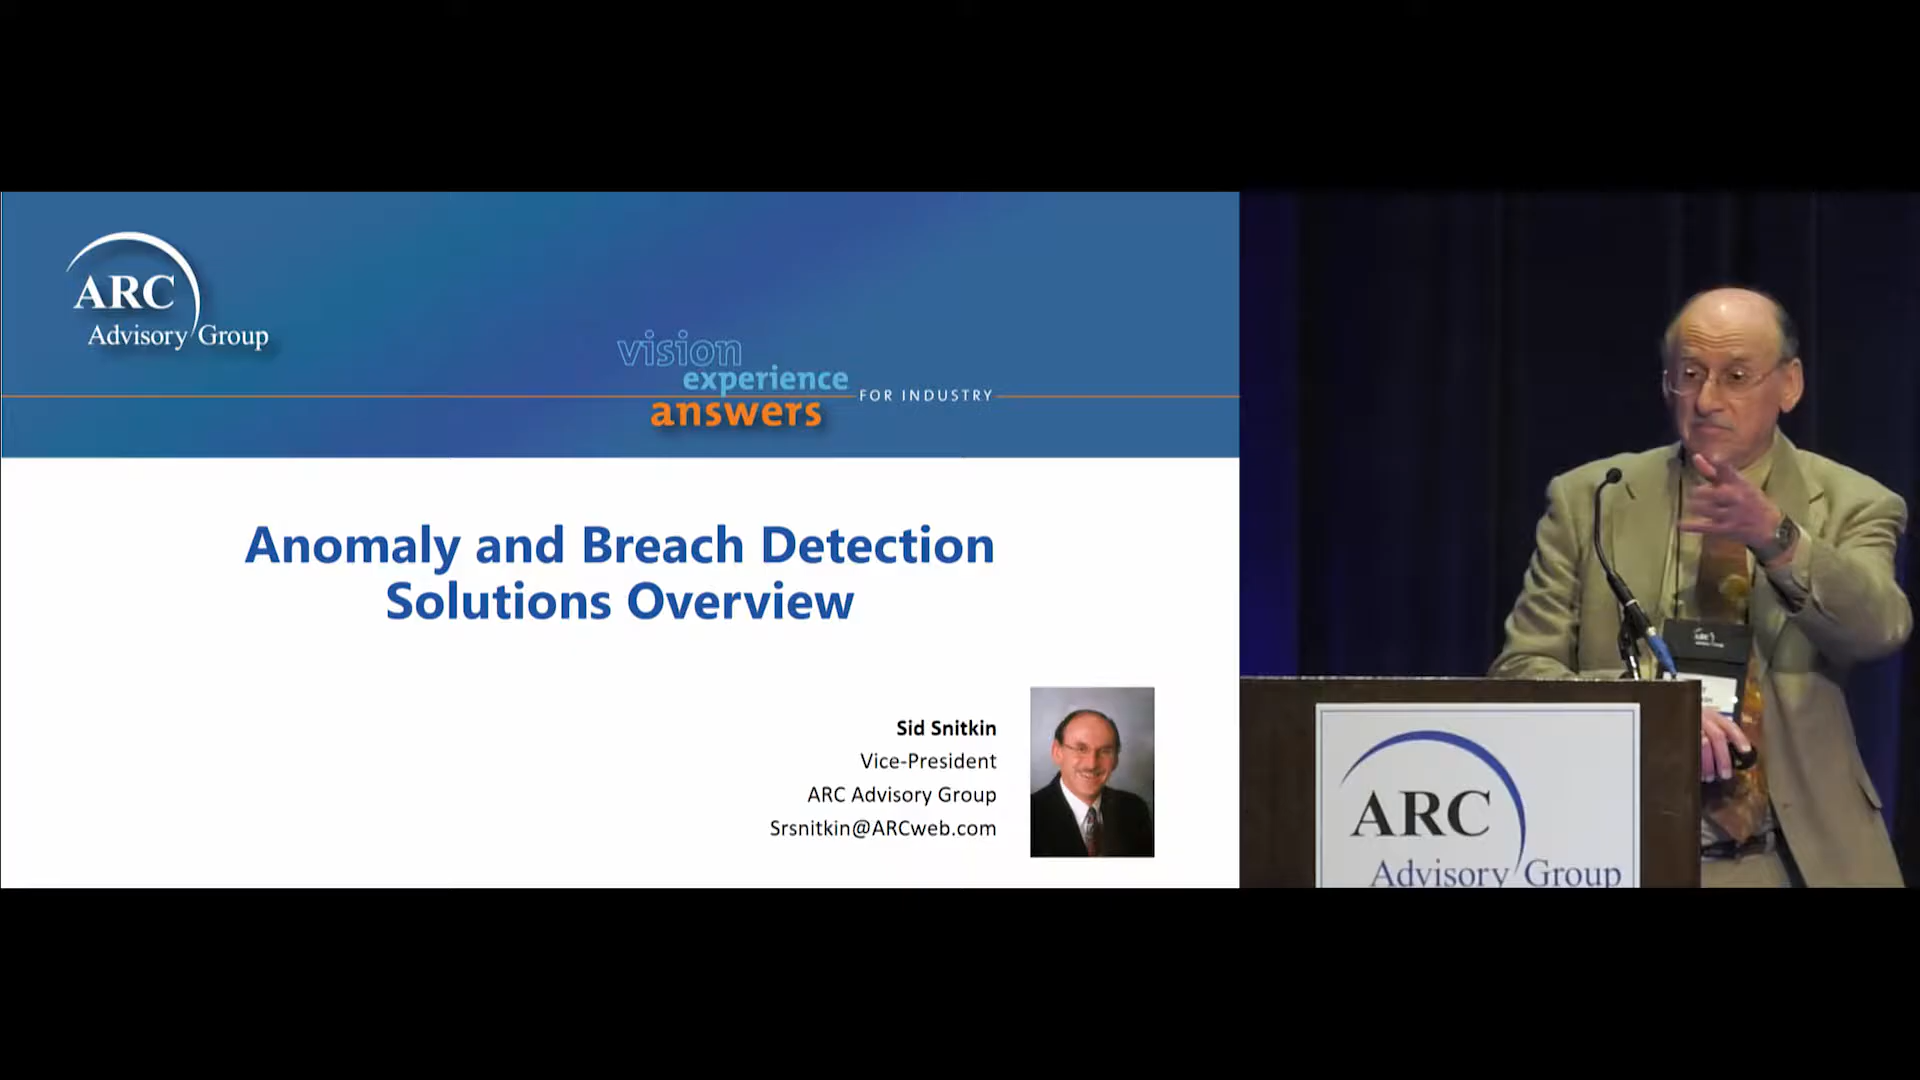 ARC
Advisory Group
vision
experience
FOR INDUSTRY
answers
Anomaly and Breach Detection
Solutions Overview
Sid Snitkin
Vice-President
ARC Advisory Group
Srsnitkin@ARCweb.com
ARC
Advisory Group